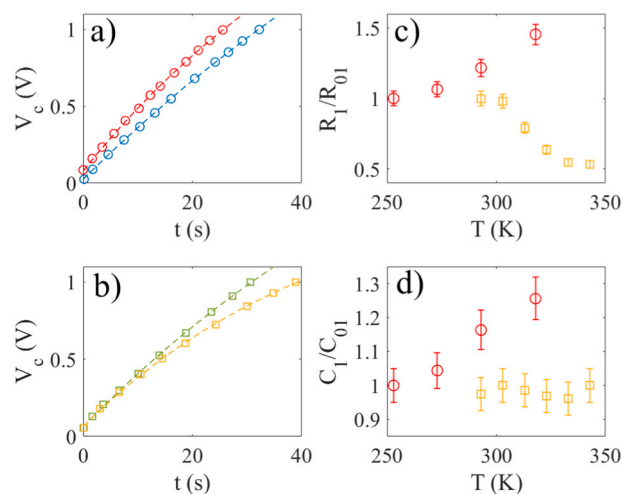 a)
V_c (V)
1
0.5
0
0
20
40
t (s)
c)
R_1/R_01
1.5
1
0.5
250
300
350
T (K)
b)
V_c (V)
1
0.5
0
0
20
40
t (s)
d)
C_1/C_01
1.3
1.2
1.1
1
0.9
250
300
350
T (K)